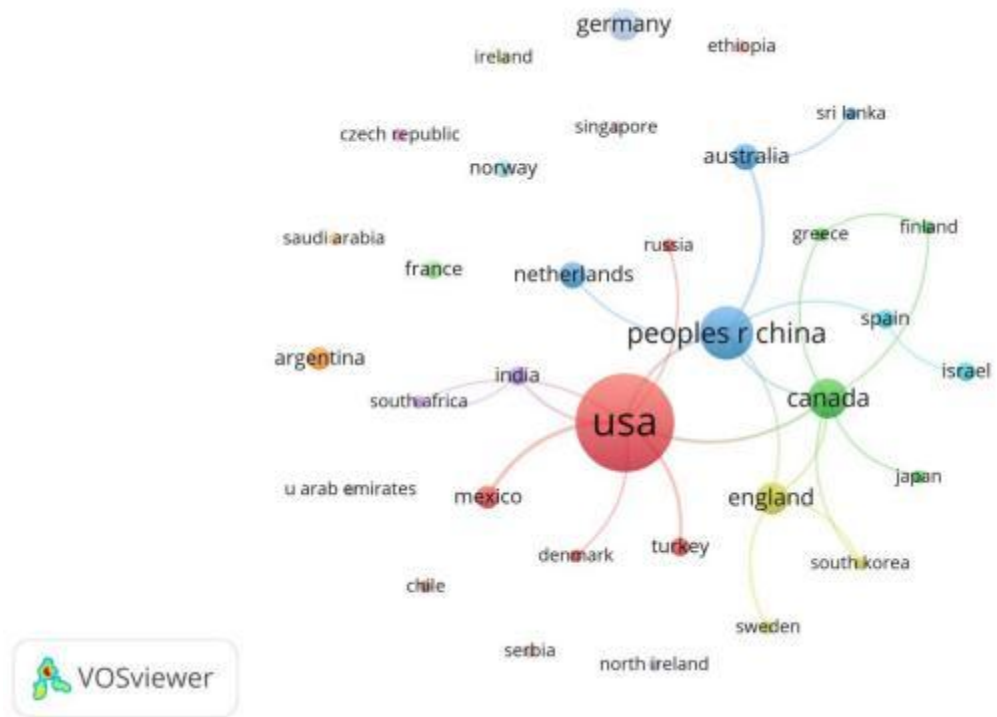 germany
ethiopia
ireland
sri lanka
singapore
czech republic
australia
norway
finland
greece
saudi arabia
russia
france
netherlands
spain
peoples r china
argentina
israel
india
canada
south africa
usa
japan
u arab emirates
mexico
england
turkey
denmark
south korea
chile
sweden
serbia
north ireland
VOSviewer